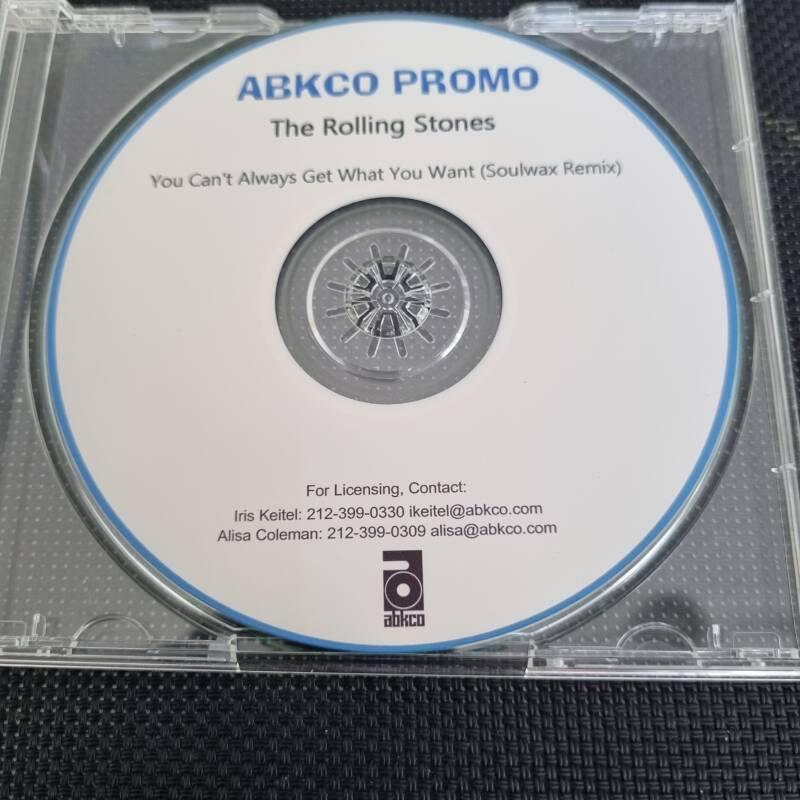 ABKCO PROMO
The Rolling Stones
You Can't Always Get What You Want (Soulwax Remix)
For Licensing, Contact:
Iris Keitel: 212-399-0330 ikeitel@abkco.com
Alisa Coleman: 212-399-0309 alisa@abkco.com
abkco